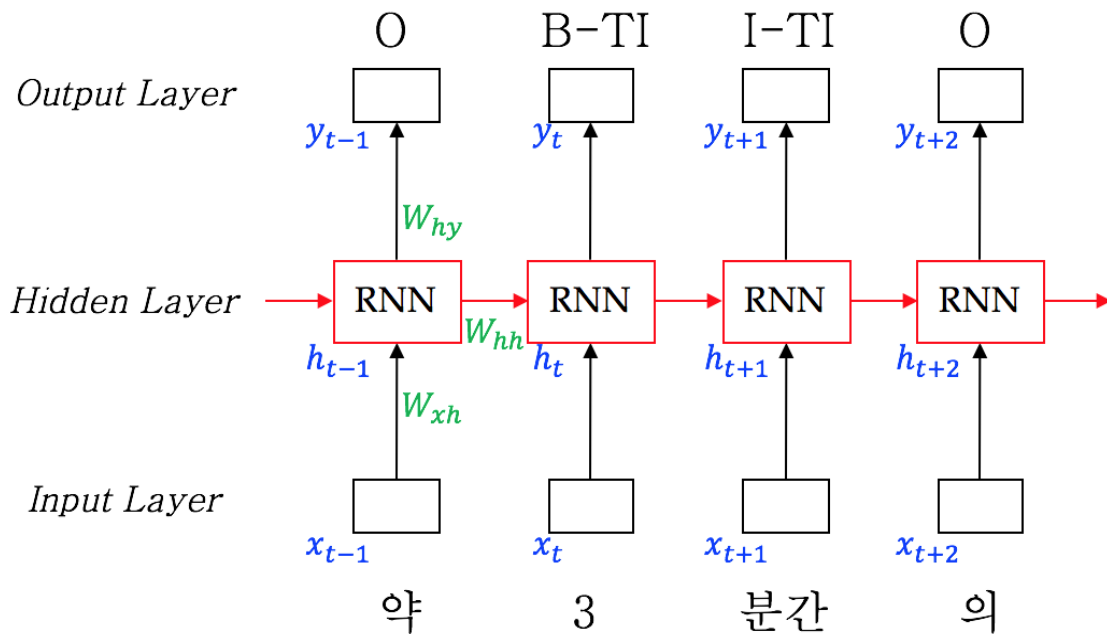 O B-TI I-TI O
Output Layer
y_{t-1} y_t y_{t+1} y_{t+2}
W_{hy}
Hidden Layer RNN RNN RNN RNN
W_{hh}
h_{t-1} h_t h_{t+1} h_{t+2}
W_{xh}
Input Layer
x_{t-1} x_t x_{t+1} x_{t+2}
약 3 분간 의